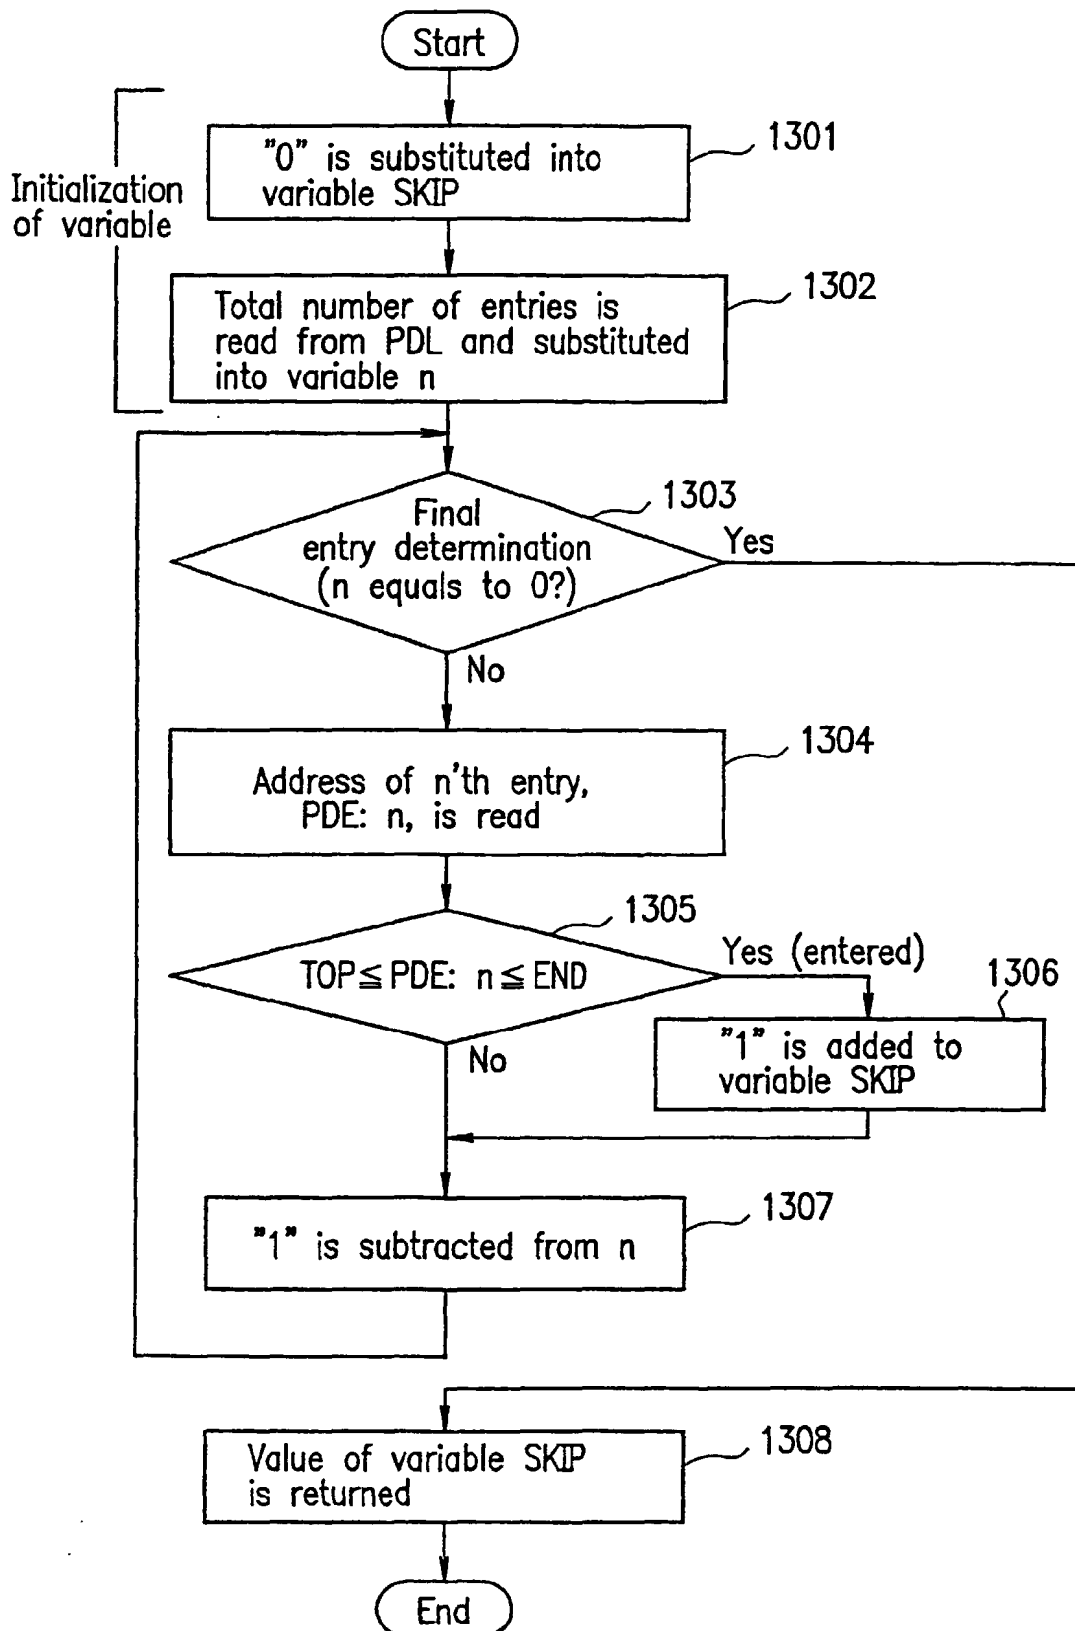 Start
1301
"0" is substituted into
variable SKIP
Initialization
of variable
1302
Total number of entries is
read from PDL and substituted
into variable n
1303
Final
entry determination
(n equals to 0?)
Yes
No
1304
Address of n'th entry,
PDE: n, is read
1305
TOP≦PDE: n≦END
Yes (entered)
1306
"1" is added to
variable SKIP
No
1307
"1" is subtracted from n
1308
Value of variable SKIP
is returned
End